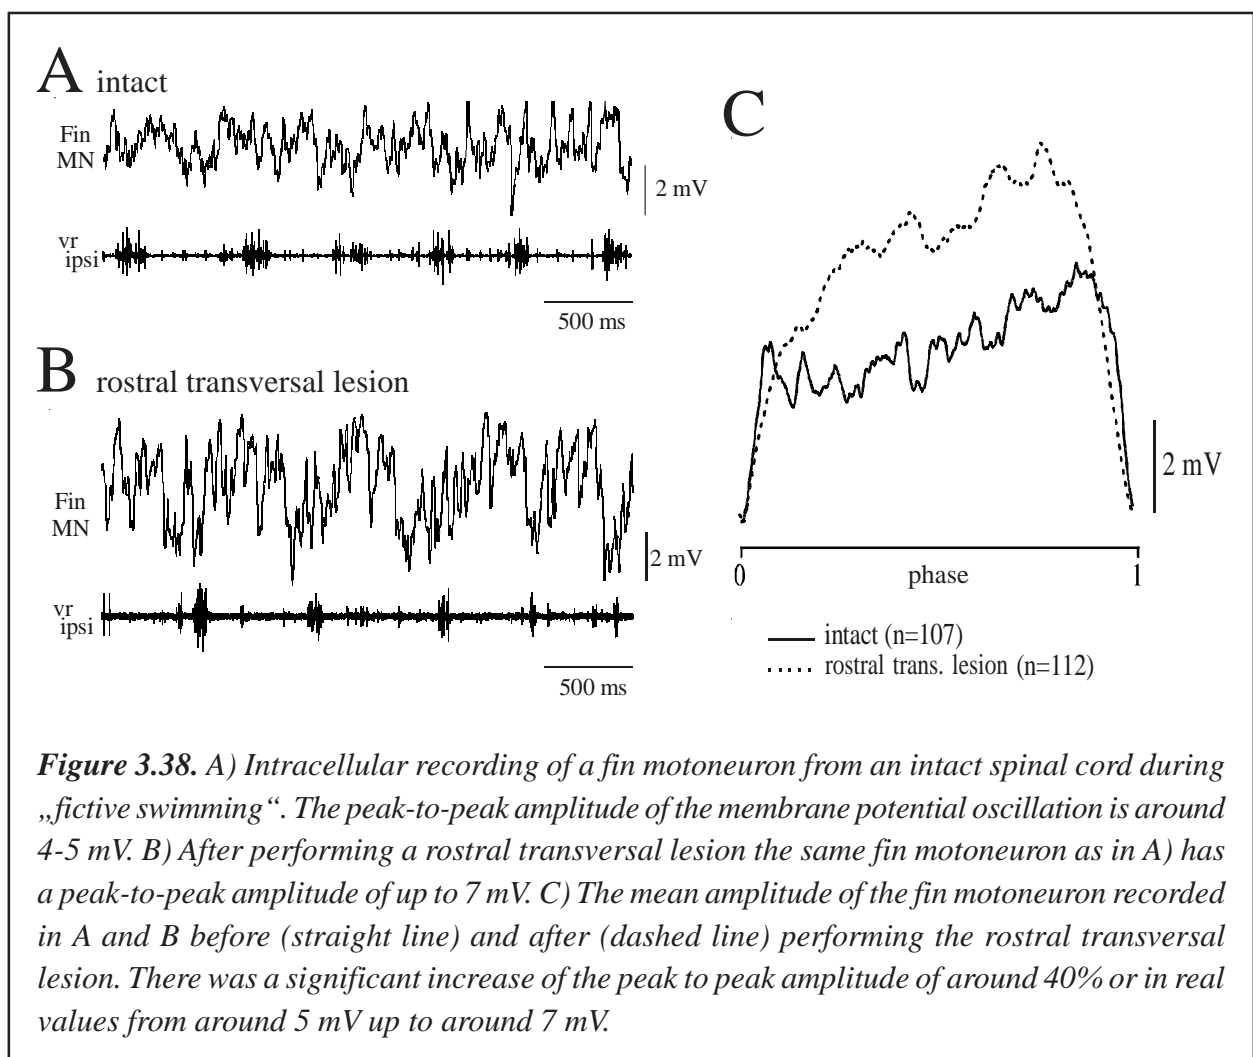 A intact
Fin
MN
2 mV
vr
ipsi
500 ms
B rostral transversal lesion
Fin
MN
2 mV
vr
ipsi
500 ms
C
2 mV
0 phase 1
intact (n=107)
rostral trans. lesion (n=112)
Figure 3.38. A) Intracellular recording of a fin motoneuron from an intact spinal cord during
„fictive swimming“. The peak-to-peak amplitude of the membrane potential oscillation is around
4-5 mV. B) After performing a rostral transversal lesion the same fin motoneuron as in A) has
a peak-to-peak amplitude of up to 7 mV. C) The mean amplitude of the fin motoneuron recorded
in A and B before (straight line) and after (dashed line) performing the rostral transversal
lesion. There was a significant increase of the peak to peak amplitude of around 40% or in real
values from around 5 mV up to around 7 mV.